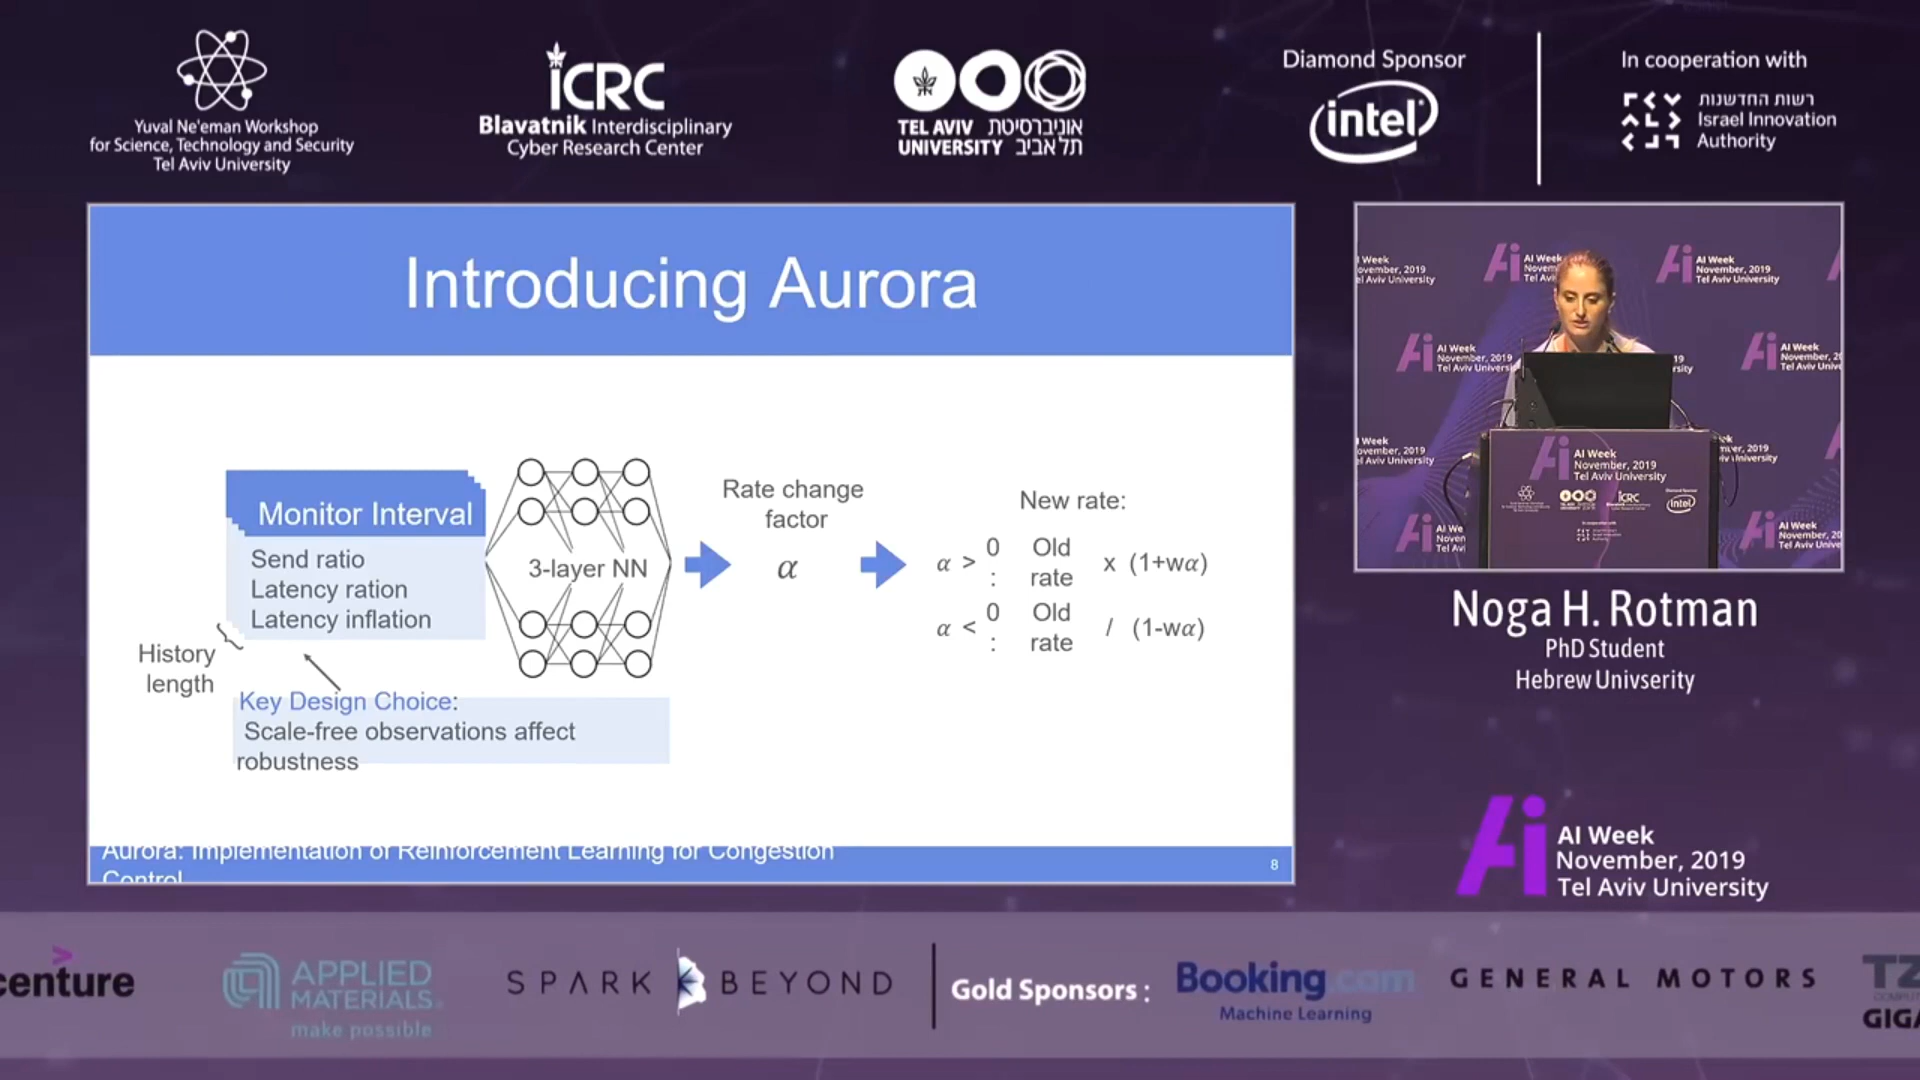 Yuval Ne'eman Workshop
for Science, Technology and Security
Tel Aviv University
iCRC
Blavatnik Interdisciplinary
Cyber Research Center
TEL AVIV אוניברסיטת
UNIVERSITY תל אביב
Diamond Sponsor
intel
In cooperation with
רשות החדשנות
Israel Innovation
Authority
Introducing Aurora
Monitor Interval
Send ratio
Latency ration
Latency inflation
History
length
3-layer NN
Key Design Choice:
Scale-free observations affect
robustness
Rate change
factor
α
New rate:
α > 0 : Old rate x (1+wα)
α < 0 : Old rate / (1-wα)
Aurora: Implementation of Reinforcement Learning for Congestion
Control
8
AI Week
November, 2019
Tel Aviv University
Noga H. Rotman
PhD Student
Hebrew Univserity
Ai
AI Week
November, 2019
Tel Aviv University
centure
APPLIED
MATERIALS
make possible
SPARK BEYOND
Gold Sponsors :
Booking.com
Machine Learning
GENERAL MOTORS
TZ
GIGA